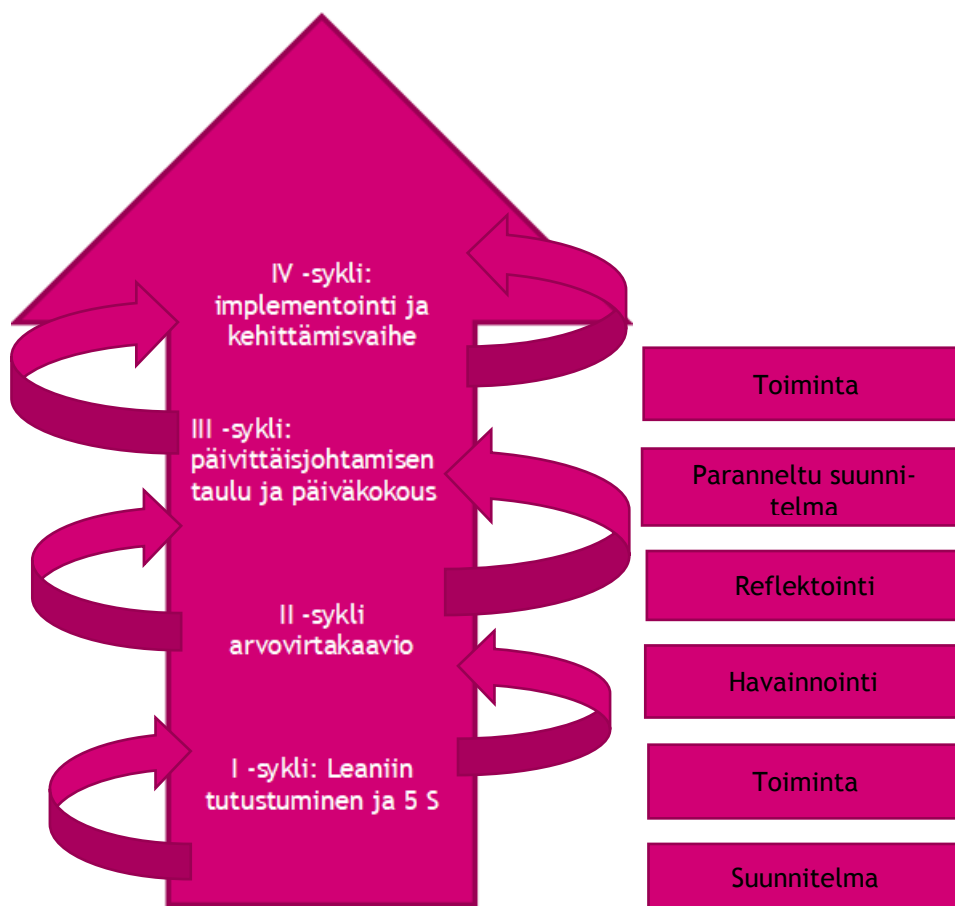 IV -sykli:
implementointi ja
kehittämisvaihe
III -sykli:
päivittäisjohtamisen
taulu ja päiväkokous
II -sykli
arvovirtakaavio
I -sykli: Leaniin
tutustuminen ja 5 S
Toiminta
Paranneltu suunni-
telma
Reflektointi
Havainnointi
Toiminta
Suunnitelma